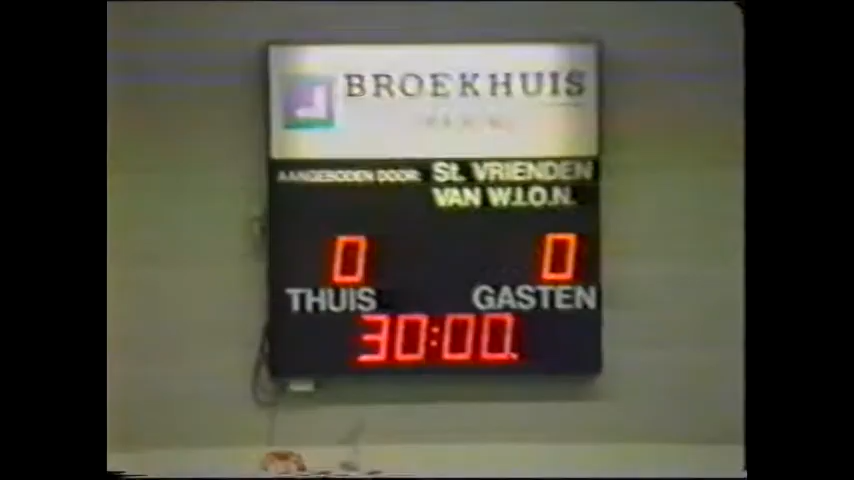 BROEKHUIS
AANGEBODEN DOOR: St. VRIENDEN
VAN W.I.O.N.
0 0
THUIS GASTEN
30:00